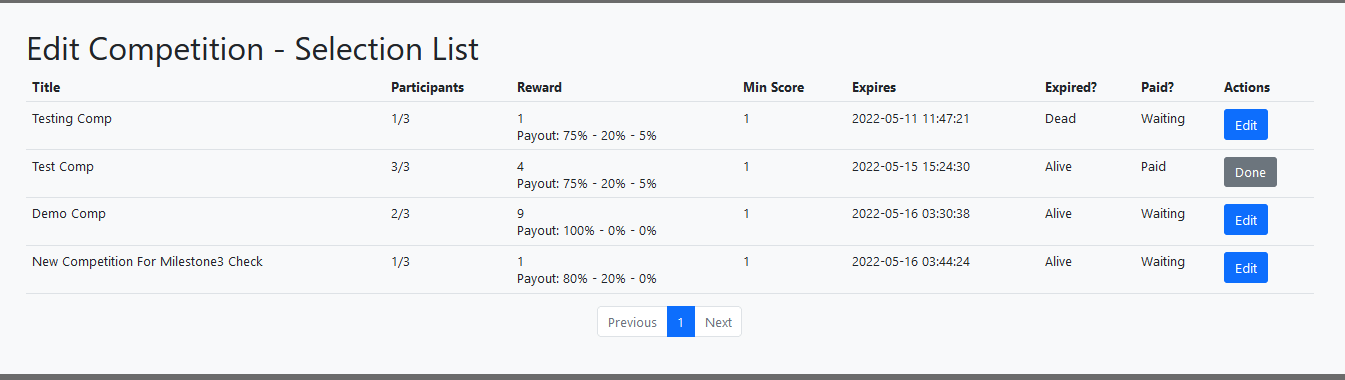 Edit Competition - Selection List
Title Participants Reward Min Score Expires Expired? Paid? Actions
Testing Comp 1/3 1 1 2022-05-11 11:47:21 Dead Waiting Edit
Payout: 75% - 20% - 5%
Test Comp 3/3 4 1 2022-05-15 15:24:30 Alive Paid Done
Payout: 75% - 20% - 5%
Demo Comp 2/3 9 1 2022-05-16 03:30:38 Alive Waiting Edit
Payout: 100% - 0% - 0%
New Competition For Milestone3 Check 1/3 1 1 2022-05-16 03:44:24 Alive Waiting Edit
Payout: 80% - 20% - 0%
Previous 1 Next